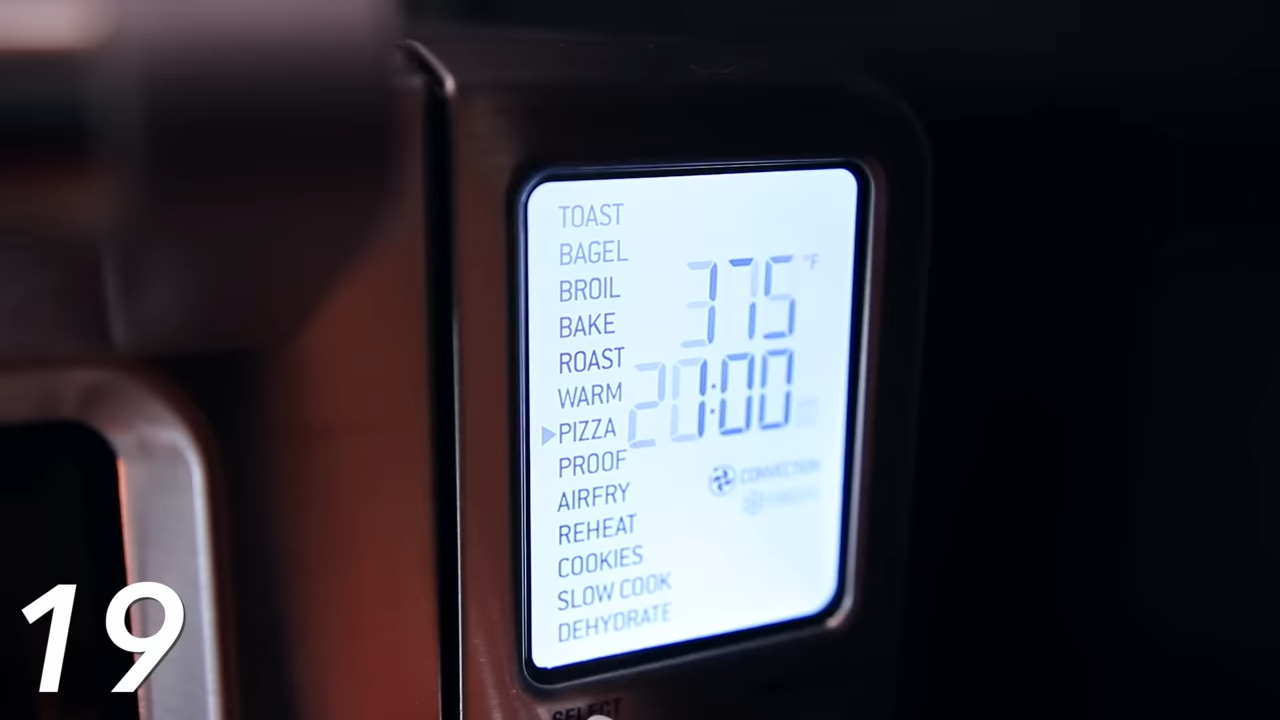 TOAST
BAGEL
BROIL
BAKE
ROAST
WARM
PIZZA
PROOF
AIRFRY
REHEAT
COOKIES
SLOW COOK
DEHYDRATE
375 °F
20 1:00
CONVECTION
SELECT
19